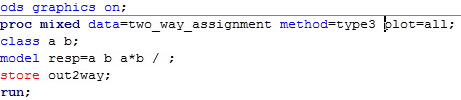 ods graphics on;
proc mixed data=two_way_assignment method=type3 plot=all;
class a b;
model resp=a b a*b / ;
store out2way;
run;